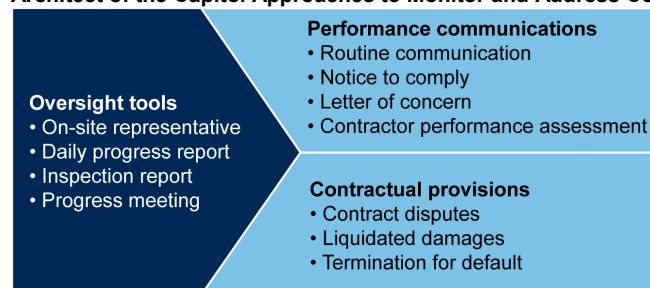 Architect of the Capitol Approaches to Monitor and Address
Oversight tools
• On-site representative
• Daily progress report
• Inspection report
• Progress meeting
Performance communications
• Routine communication
• Notice to comply
• Letter of concern
• Contractor performance assessment
Contractual provisions
• Contract disputes
• Liquidated damages
• Termination for default